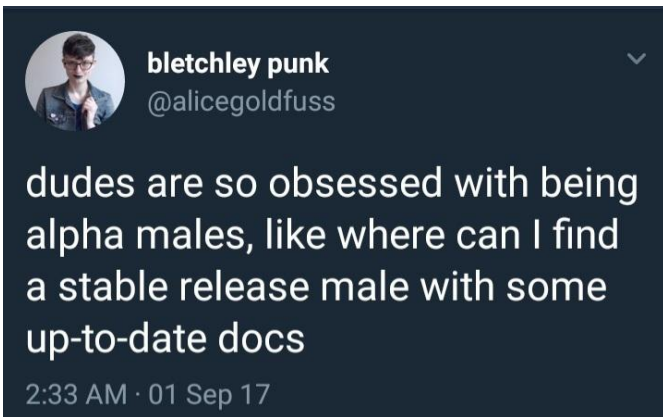 bletchley punk
@alicegoldfuss
dudes are so obsessed with being
alpha males, like where can I find
a stable release male with some
up-to-date docs
2:33 AM · 01 Sep 17